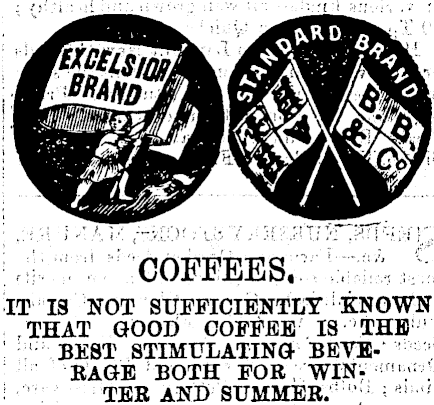 EXCELSIOR
BRAND
STANDARD BRAND
V
B.B.
& Co
COFFEES.
IT IS NOT SUFFICIENTLY KNOWN
THAT GOOD COFFEE IS THE
BEST STIMULATING BEVE-
RAGE BOTH FOR WIN-
TER AND SUMMER.